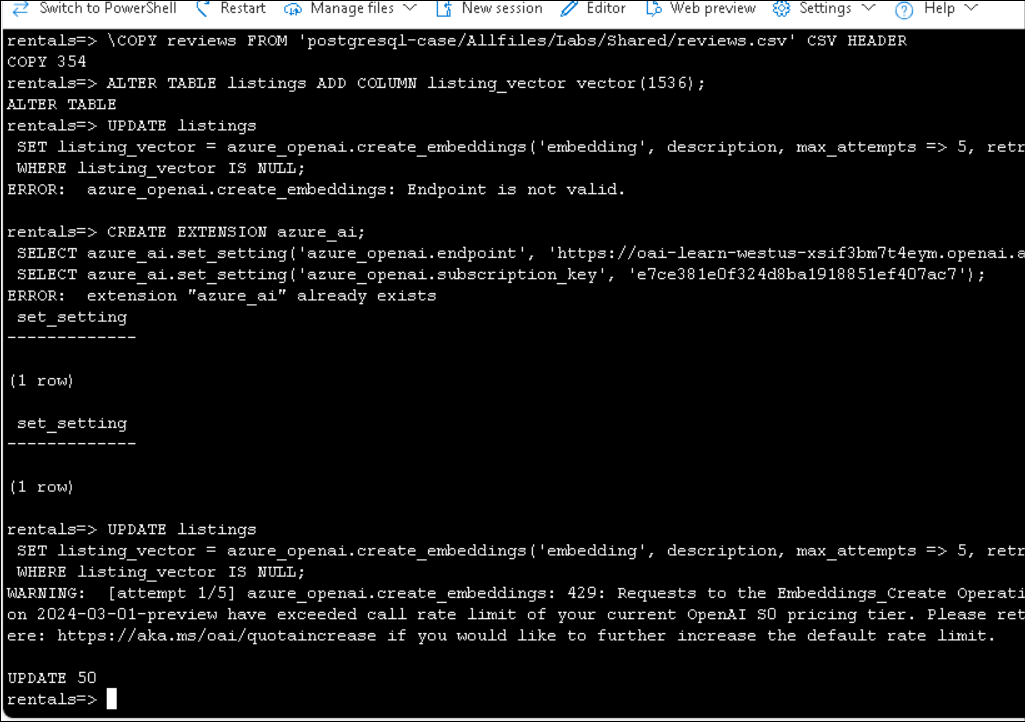 Switch to PowerShell Restart Manage files New session Editor Web preview Settings Help
rentals=> \COPY reviews FROM 'postgresql-case/Allfiles/Labs/Shared/reviews.csv' CSV HEADER
COPY 354
rentals=> ALTER TABLE listings ADD COLUMN listing_vector vector(1536);
ALTER TABLE
rentals=> UPDATE listings
SET listing_vector = azure_openai.create_embeddings('embedding', description, max_attempts => 5, retr
WHERE listing_vector IS NULL;
ERROR:  azure_openai.create_embeddings: Endpoint is not valid.
rentals=> CREATE EXTENSION azure_ai;
SELECT azure_ai.set_setting('azure_openai.endpoint', 'https://oai-learn-westus-xsif3bm7t4eym.openai.a
SELECT azure_ai.set_setting('azure_openai.subscription_key', 'e7ce381e0f324d8ba1918851ef407ac7');
ERROR:  extension "azure_ai" already exists
set_setting
-------------
(1 row)
set_setting
-------------
(1 row)
rentals=> UPDATE listings
SET listing_vector = azure_openai.create_embeddings('embedding', description, max_attempts => 5, retr
WHERE listing_vector IS NULL;
WARNING:  [attempt 1/5] azure_openai.create_embeddings: 429: Requests to the Embeddings_Create Operati
on 2024-03-01-preview have exceeded call rate limit of your current OpenAI S0 pricing tier. Please ret
ere: https://aka.ms/oai/quotaincrease if you would like to further increase the default rate limit.
UPDATE 50
rentals=>